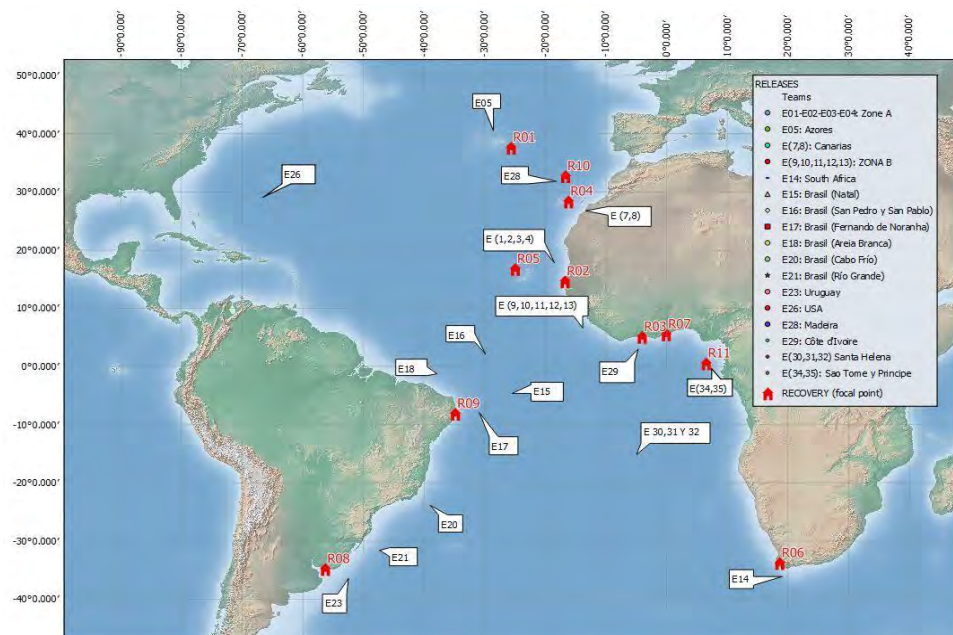 -90°0.000′
-80°0.000′
-70°0.000′
-60°0.000′
-50°0.000′
-40°0.000′
-30°0.000′
-20°0.000′
-10°0.000′
0°0.000′
10°0.000′
20°0.000′
30°0.000′
40°0.000′
50°0.000′
40°0.000′
30°0.000′
20°0.000′
10°0.000′
0°0.000′
-10°0.000′
-20°0.000′
-30°0.000′
-40°0.000′
E05
R01
R10
E28
E26
R04
E (7,8)
E (1,2,3,4)
R05
R02
E (9,10,11,12,13)
R03
R07
E16
R11
E18
E29
E15
E(34,35)
R09
E17
E 30,31 Y 32
E20
E21
R08
R06
E14
E23
RELEASES
Teams
E01-E02-E03-E04: Zone A
E05: Azores
E(7,8): Canarias
E(9,10,11,12,13): ZONA B
E14: South Africa
E15: Brasil (Natal)
E16: Brasil (San Pedro y San Pablo)
E17: Brasil (Fernando de Noranha)
E18: Brasil (Areia Branca)
E20: Brasil (Cabo Frío)
E21: Brasil (Río Grande)
E23: Uruguay
E26: USA
E28: Madeira
E29: Côte d'Ivoire
E(30,31,32) Santa Helena
E(34,35): Sao Tome y Principe
RECOVERY (focal point)